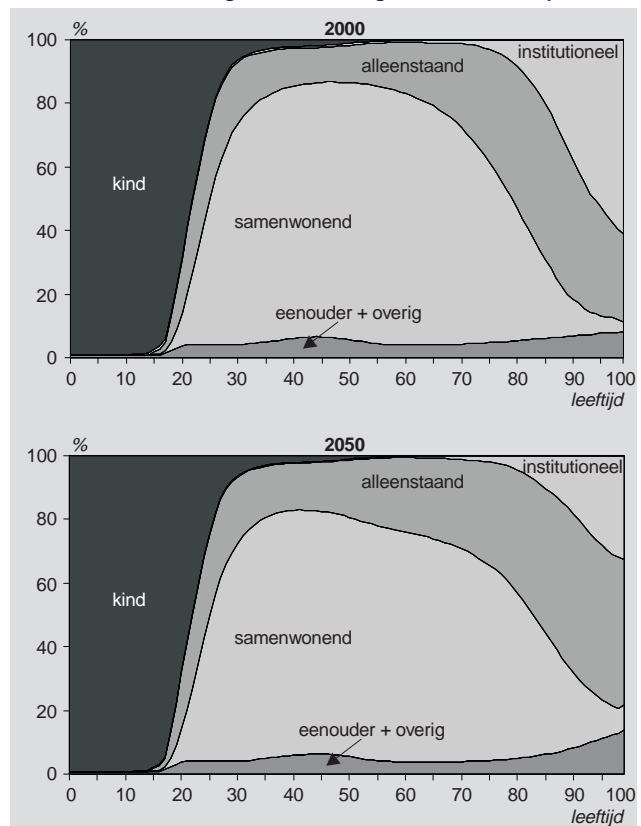 %
2000
100
institutioneel
alleenstaand
80
60
kind
samenwonend
40
20
eenouder + overig
0
0 10 20 30 40 50 60 70 80 90 100
leeftijd
%
2050
100
institutioneel
alleenstaand
80
60
kind
samenwonend
40
20
eenouder + overig
0
0 10 20 30 40 50 60 70 80 90 100
leeftijd